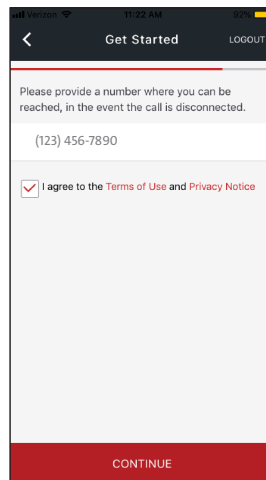 Verizon 11:22 AM 92%
Get Started LOGOUT
Please provide a number where you can be
reached, in the event the call is disconnected.
(123) 456-7890
I agree to the Terms of Use and Privacy Notice
CONTINUE